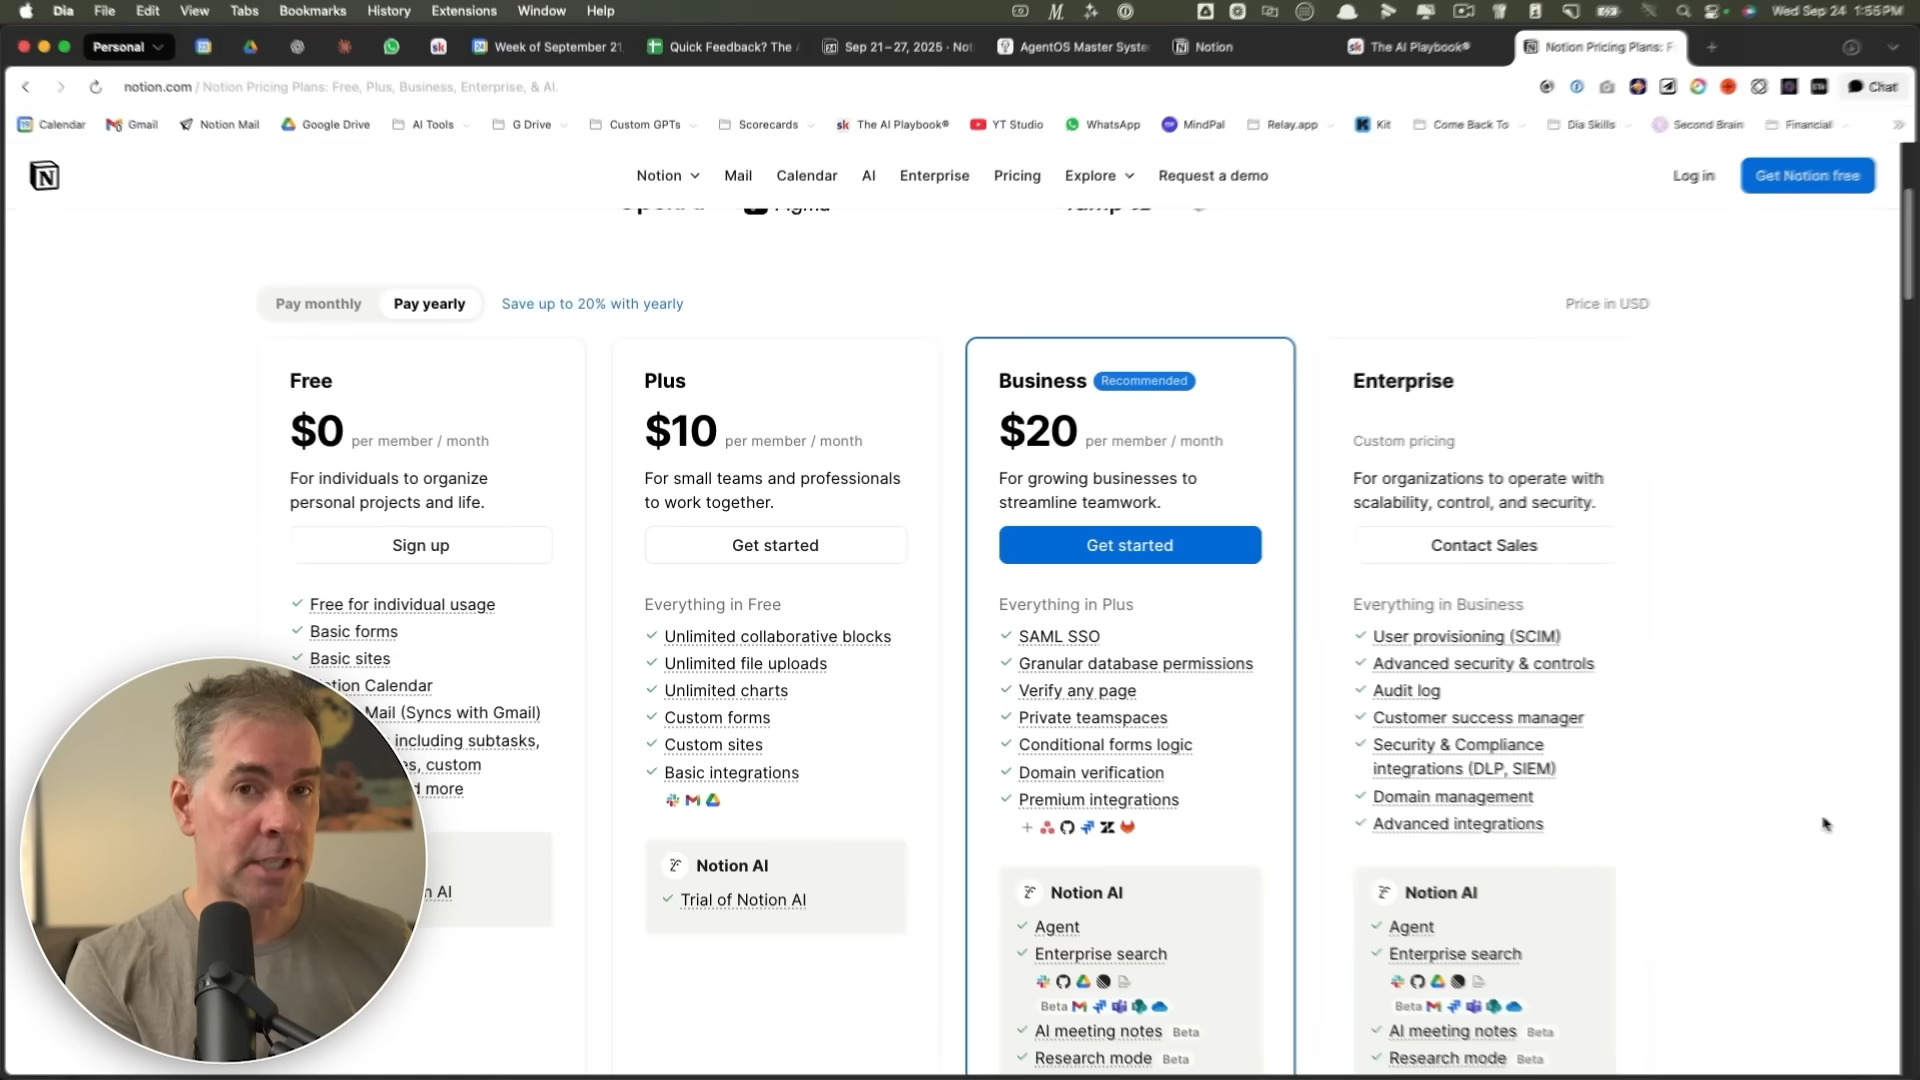 Dia File Edit View Tabs Bookmarks History Extensions Window Help Wed Sep 24 1:55 PM
Personal Week of September 21, Quick Feedback? The Sep 21–27, 2025 · Not AgentOS Master Syste Notion The AI Playbook® Notion Pricing Plans: F
notion.com / Notion Pricing Plans: Free, Plus, Business, Enterprise, & AI. Chat
Calendar Gmail Notion Mail Google Drive AI Tools G Drive Custom GPTs Scorecards The AI Playbook® YT Studio WhatsApp MindPal Relay.app Kit Come Back To Dia Skills Second Brain Financial
Notion Mail Calendar AI Enterprise Pricing Explore Request a demo Log in Get Notion free
Pay monthly Pay yearly Save up to 20% with yearly Price in USD
Free
$0 per member / month
For individuals to organize
personal projects and life.
Sign up
Free for individual usage
Basic forms
Basic sites
tion Calendar
Mail (Syncs with Gmail)
including subtasks,
es, custom
d more
n AI
Plus
$10 per member / month
For small teams and professionals
to work together.
Get started
Everything in Free
Unlimited collaborative blocks
Unlimited file uploads
Unlimited charts
Custom forms
Custom sites
Basic integrations
Notion AI
Trial of Notion AI
Business Recommended
$20 per member / month
For growing businesses to
streamline teamwork.
Get started
Everything in Plus
SAML SSO
Granular database permissions
Verify any page
Private teamspaces
Conditional forms logic
Domain verification
Premium integrations
Notion AI
Agent
Enterprise search
Beta
AI meeting notes Beta
Research mode Beta
Enterprise
Custom pricing
For organizations to operate with
scalability, control, and security.
Contact Sales
Everything in Business
User provisioning (SCIM)
Advanced security & controls
Audit log
Customer success manager
Security & Compliance
integrations (DLP, SIEM)
Domain management
Advanced integrations
Notion AI
Agent
Enterprise search
Beta
AI meeting notes Beta
Research mode Beta